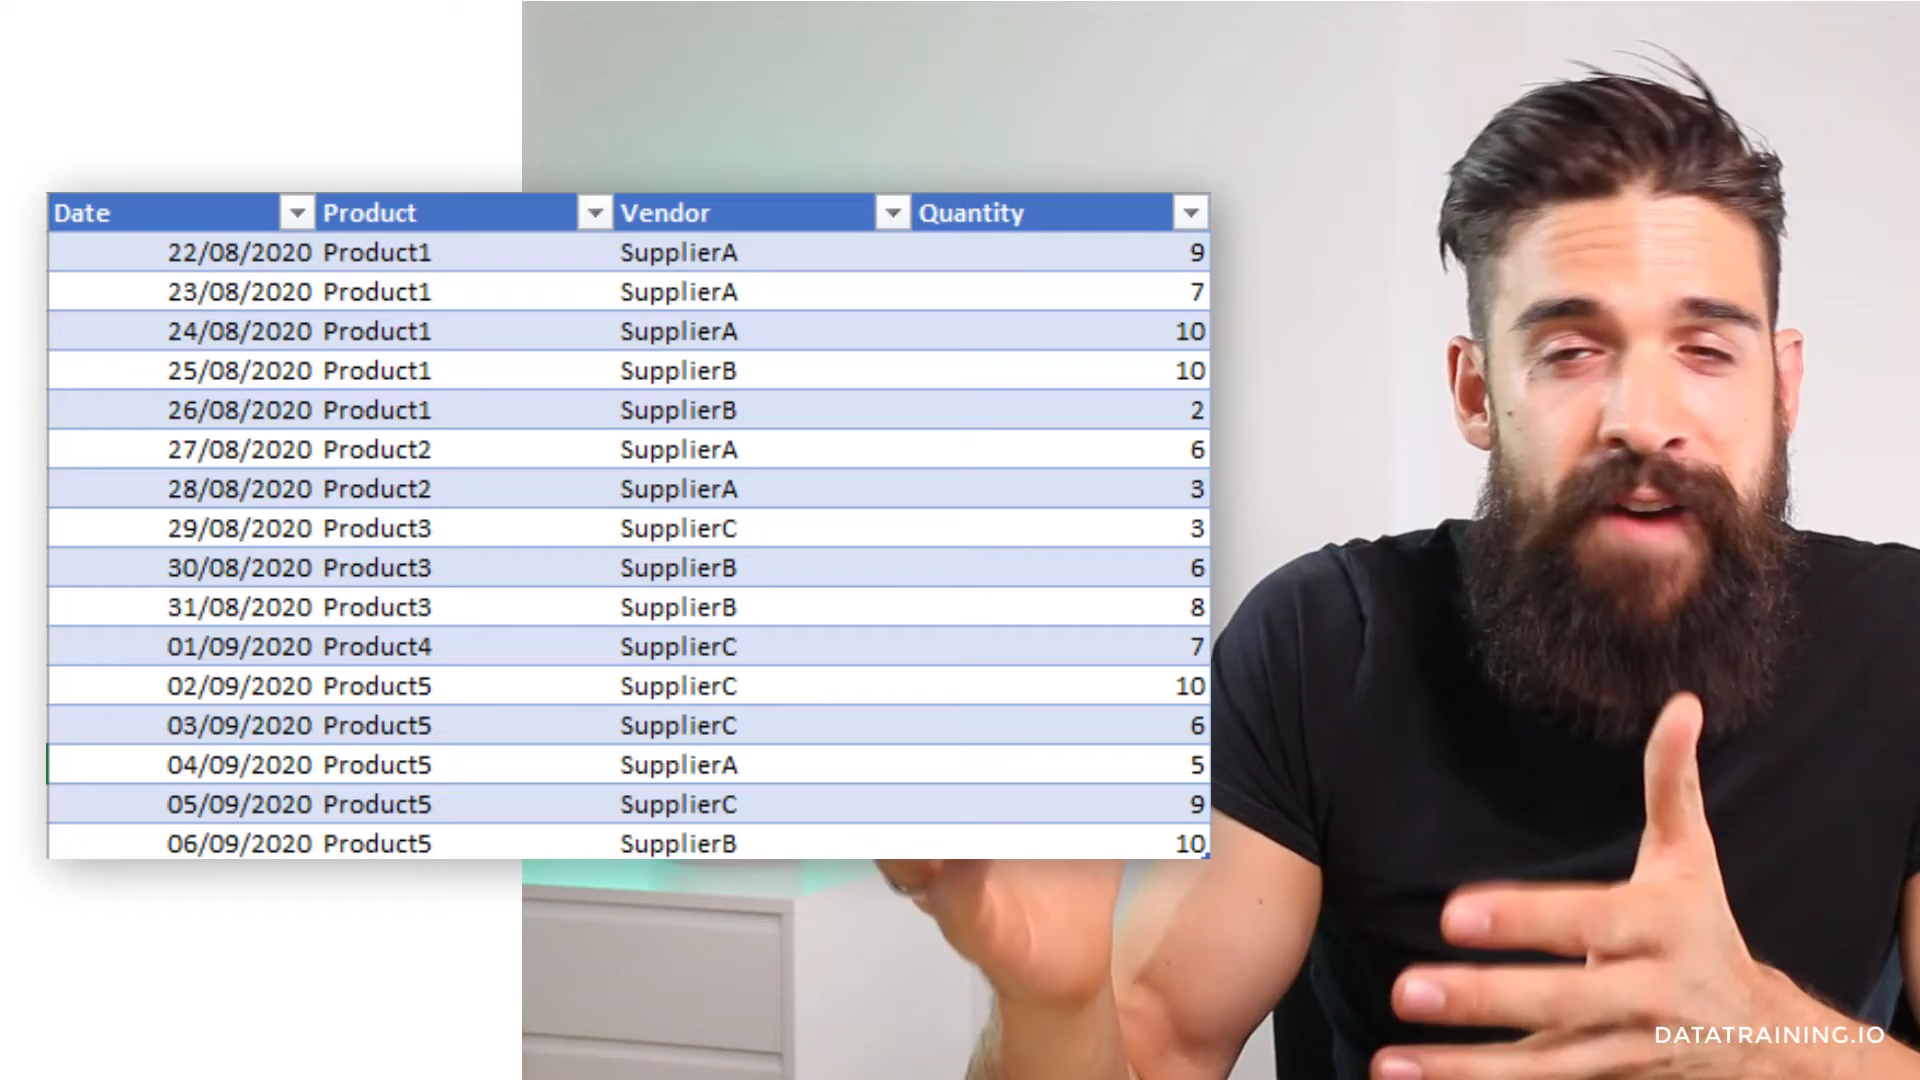 Date Product Vendor Quantity
22/08/2020 Product1 SupplierA 9
23/08/2020 Product1 SupplierA 7
24/08/2020 Product1 SupplierA 10
25/08/2020 Product1 SupplierB 10
26/08/2020 Product1 SupplierB 2
27/08/2020 Product2 SupplierA 6
28/08/2020 Product2 SupplierA 3
29/08/2020 Product3 SupplierC 3
30/08/2020 Product3 SupplierB 6
31/08/2020 Product3 SupplierB 8
01/09/2020 Product4 SupplierC 7
02/09/2020 Product5 SupplierC 10
03/09/2020 Product5 SupplierC 6
04/09/2020 Product5 SupplierA 5
05/09/2020 Product5 SupplierC 9
06/09/2020 Product5 SupplierB 10
DATATRAINING.IO